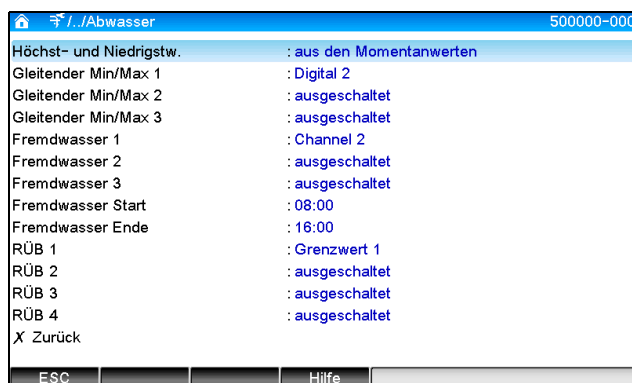 /../Abwasser 500000-000
Höchst- und Niedrigstw. : aus den Momentanwerten
Gleitender Min/Max 1 : Digital 2
Gleitender Min/Max 2 : ausgeschaltet
Gleitender Min/Max 3 : ausgeschaltet
Fremdwasser 1 : Channel 2
Fremdwasser 2 : ausgeschaltet
Fremdwasser 3 : ausgeschaltet
Fremdwasser Start : 08:00
Fremdwasser Ende : 16:00
RÜB 1 : Grenzwert 1
RÜB 2 : ausgeschaltet
RÜB 3 : ausgeschaltet
RÜB 4 : ausgeschaltet
X Zurück
ESC Hilfe